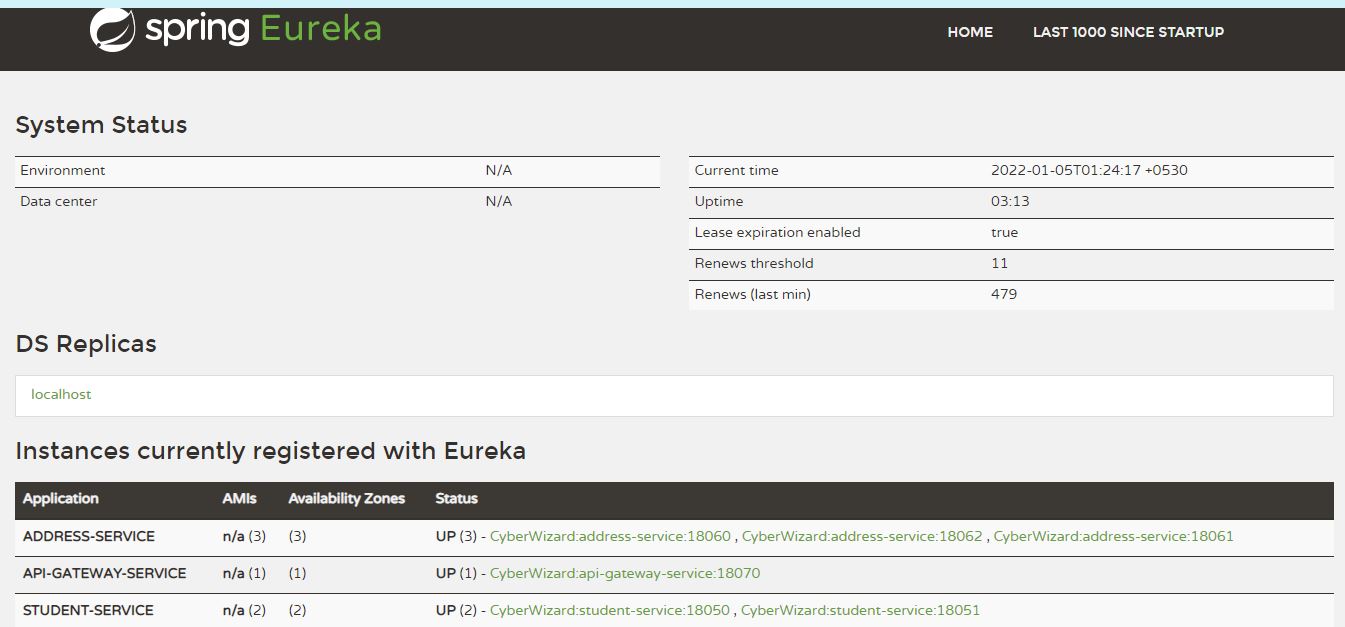 spring Eureka HOME LAST 1000 SINCE STARTUP
System Status
Environment N/A
Data center N/A
Current time 2022-01-05T01:24:17 +0530
Uptime 03:13
Lease expiration enabled true
Renews threshold 11
Renews (last min) 479
DS Replicas
localhost
Instances currently registered with Eureka
Application AMIs Availability Zones Status
ADDRESS-SERVICE n/a (3) (3) UP (3) - CyberWizard:address-service:18060 , CyberWizard:address-service:18062 , CyberWizard:address-service:18061
API-GATEWAY-SERVICE n/a (1) (1) UP (1) - CyberWizard:api-gateway-service:18070
STUDENT-SERVICE n/a (2) (2) UP (2) - CyberWizard:student-service:18050 , CyberWizard:student-service:18051